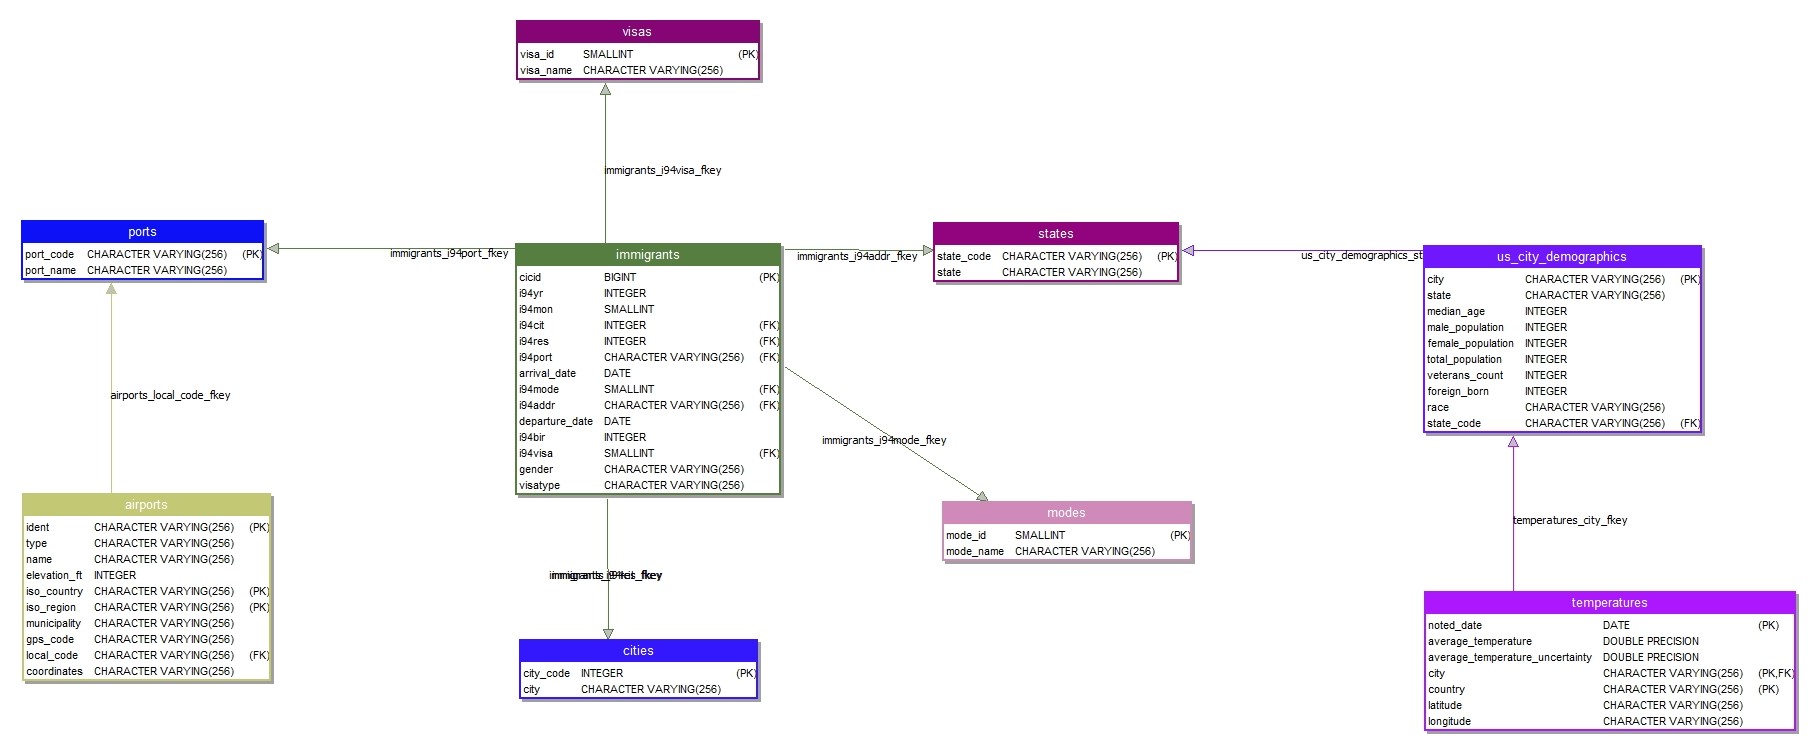 visas
visa_id SMALLINT (PK)
visa_name CHARACTER VARYING(256)
immigrants_i94visa_fkey
ports
port_code CHARACTER VARYING(256) (PK)
port_name CHARACTER VARYING(256)
immigrants_i94port_fkey
immigrants
cicid BIGINT (PK)
i94yr INTEGER
i94mon SMALLINT
i94cit INTEGER (FK)
i94res INTEGER (FK)
i94port CHARACTER VARYING(256) (FK)
arrival_date DATE
i94mode SMALLINT (FK)
i94addr CHARACTER VARYING(256) (FK)
departure_date DATE
i94bir INTEGER
i94visa SMALLINT (FK)
gender CHARACTER VARYING(256)
visatype CHARACTER VARYING(256)
immigrants_i94addr_fkey
states
state_code CHARACTER VARYING(256) (PK)
state CHARACTER VARYING(256)
us_city_demographics_st
us_city_demographics
city CHARACTER VARYING(256) (PK)
state CHARACTER VARYING(256)
median_age INTEGER
male_population INTEGER
female_population INTEGER
total_population INTEGER
veterans_count INTEGER
foreign_born INTEGER
race CHARACTER VARYING(256)
state_code CHARACTER VARYING(256) (FK)
airports_local_code_fkey
immigrants_i94mode_fkey
airports
ident CHARACTER VARYING(256) (PK)
type CHARACTER VARYING(256)
name CHARACTER VARYING(256)
elevation_ft INTEGER
iso_country CHARACTER VARYING(256) (PK)
iso_region CHARACTER VARYING(256) (PK)
municipality CHARACTER VARYING(256)
gps_code CHARACTER VARYING(256)
local_code CHARACTER VARYING(256) (FK)
coordinates CHARACTER VARYING(256)
modes
mode_id SMALLINT (PK)
mode_name CHARACTER VARYING(256)
temperatures_city_fkey
cities
city_code INTEGER (PK)
city CHARACTER VARYING(256)
temperatures
noted_date DATE (PK)
average_temperature DOUBLE PRECISION
average_temperature_uncertainty DOUBLE PRECISION
city CHARACTER VARYING(256) (PK,FK)
country CHARACTER VARYING(256) (PK)
latitude CHARACTER VARYING(256)
longitude CHARACTER VARYING(256)